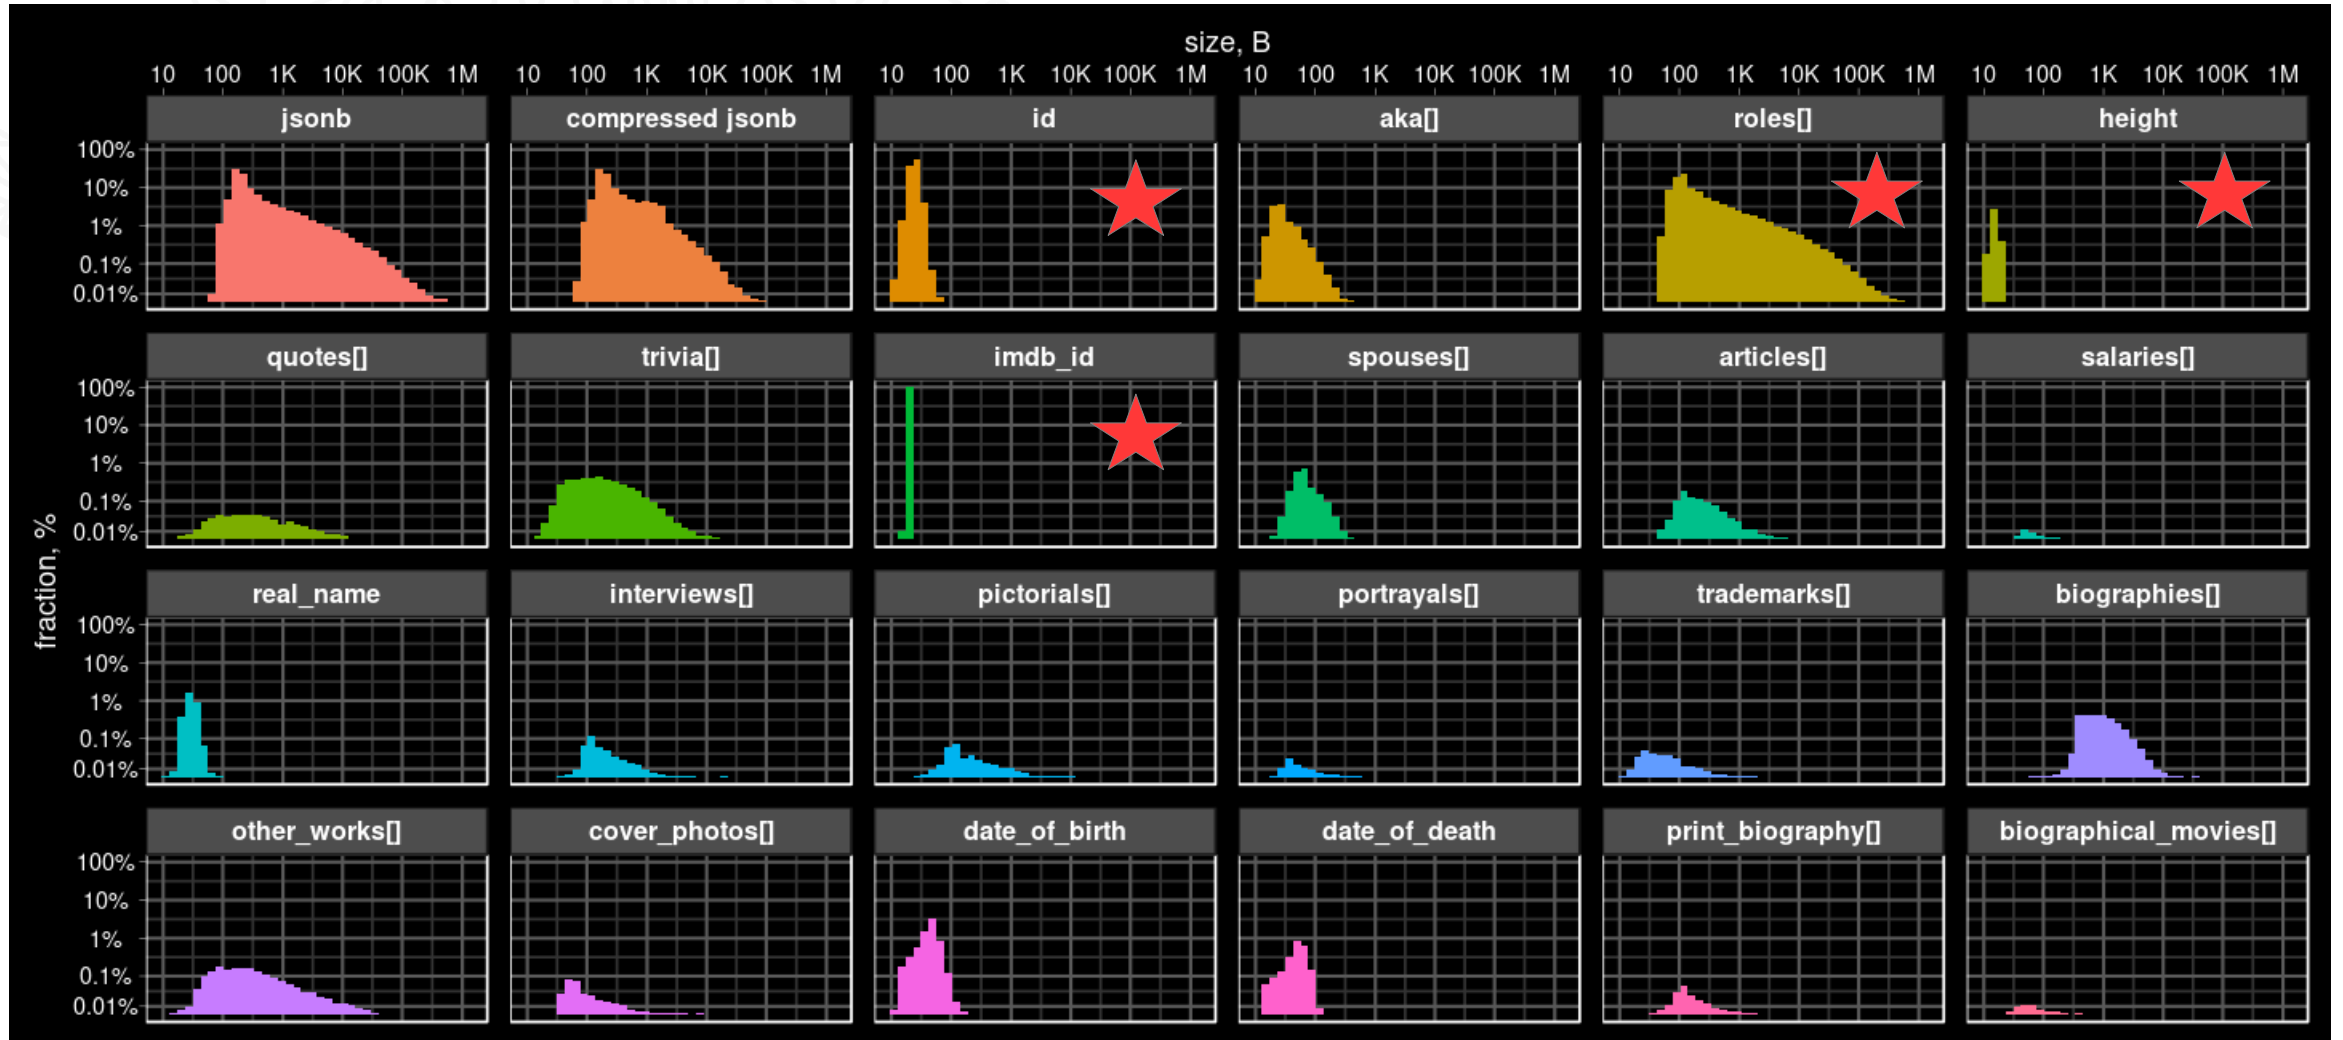 size, B
10 100 1K 10K 100K 1M 10 100 1K 10K 100K 1M 10 100 1K 10K 100K 1M 10 100 1K 10K 100K 1M 10 100 1K 10K 100K 1M 10 100 1K 10K 100K 1M
jsonb compressed jsonb id aka[] roles[] height
100%
10%
1%
0.1%
0.01%
quotes[] trivia[] imdb_id spouses[] articles[] salaries[]
100%
10%
1%
0.1%
0.01%
fraction, %
real_name interviews[] pictorials[] portrayals[] trademarks[] biographies[]
100%
10%
1%
0.1%
0.01%
other_works[] cover_photos[] date_of_birth date_of_death print_biography[] biographical_movies[]
100%
10%
1%
0.1%
0.01%